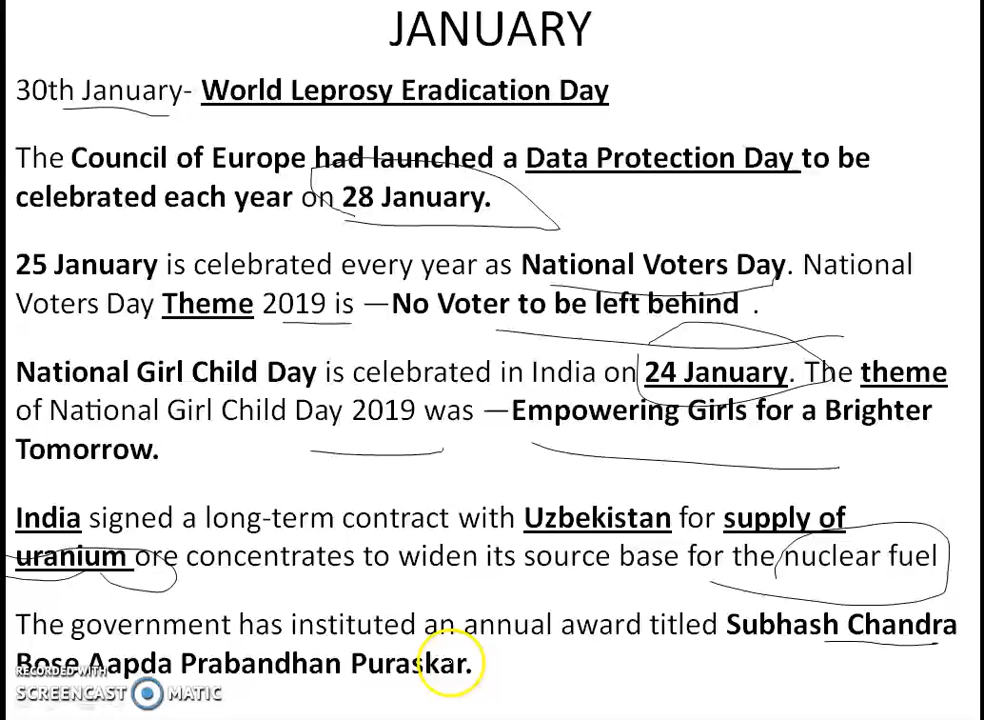 JANUARY
30th January- World Leprosy Eradication Day
The Council of Europe had launched a Data Protection Day to be
celebrated each year on 28 January.
25 January is celebrated every year as National Voters Day. National
Voters Day Theme 2019 is —No Voter to be left behind .
National Girl Child Day is celebrated in India on 24 January. The theme
of National Girl Child Day 2019 was —Empowering Girls for a Brighter
Tomorrow.
India signed a long-term contract with Uzbekistan for supply of
uranium ore concentrates to widen its source base for the nuclear fuel
The government has instituted an annual award titled Subhash Chandra
Bose Aapda Prabandhan Puraskar.
RECORDED WITH
SCREENCAST MATIC